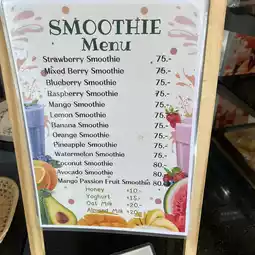 SMOOTHIE
Menu
Strawberry Smoothie 75.-
Mixed Berry Smoothie 75.-
Blueberry Smoothie 75.-
Raspberry Smoothie 75.-
Mango Smoothie 75.-
Lemon Smoothie 75.-
Banana Smoothie 75.-
Orange Smoothie 75.-
Pineapple Smoothie 75.-
Watermelon Smoothie 75.-
Coconut Smoothie 80.-
Avocado Smoothie 80.-
Mango Passion Fruit Smoothie 80.-
Honey +10.-
Yoghurt +15.-
Oat Milk +20.-
Almond Milk +20.-